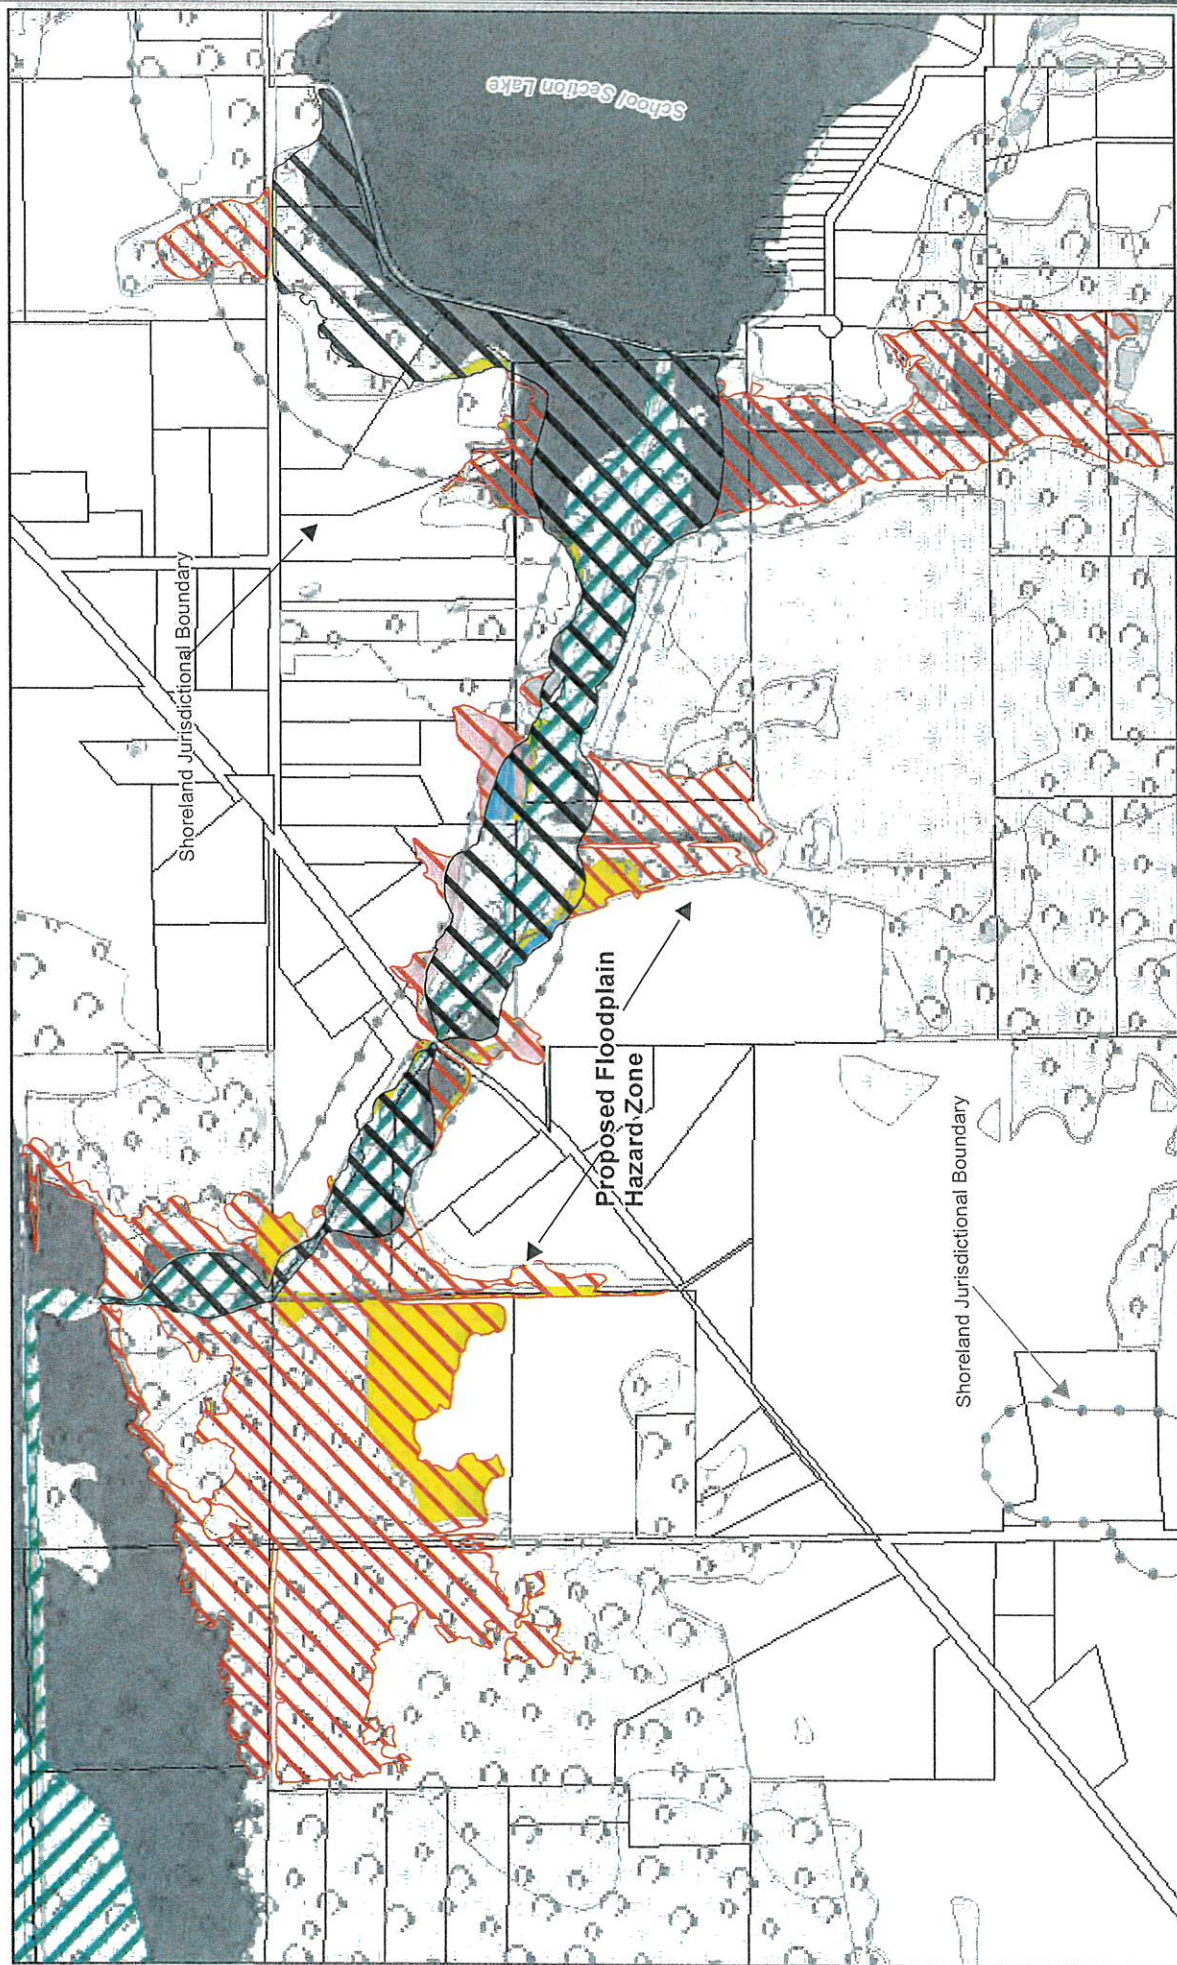 School Section Lake
Shoreland Jurisdictional Boundary
Proposed Floodplain
Hazard Zone
Shoreland Jurisdictional Boundary